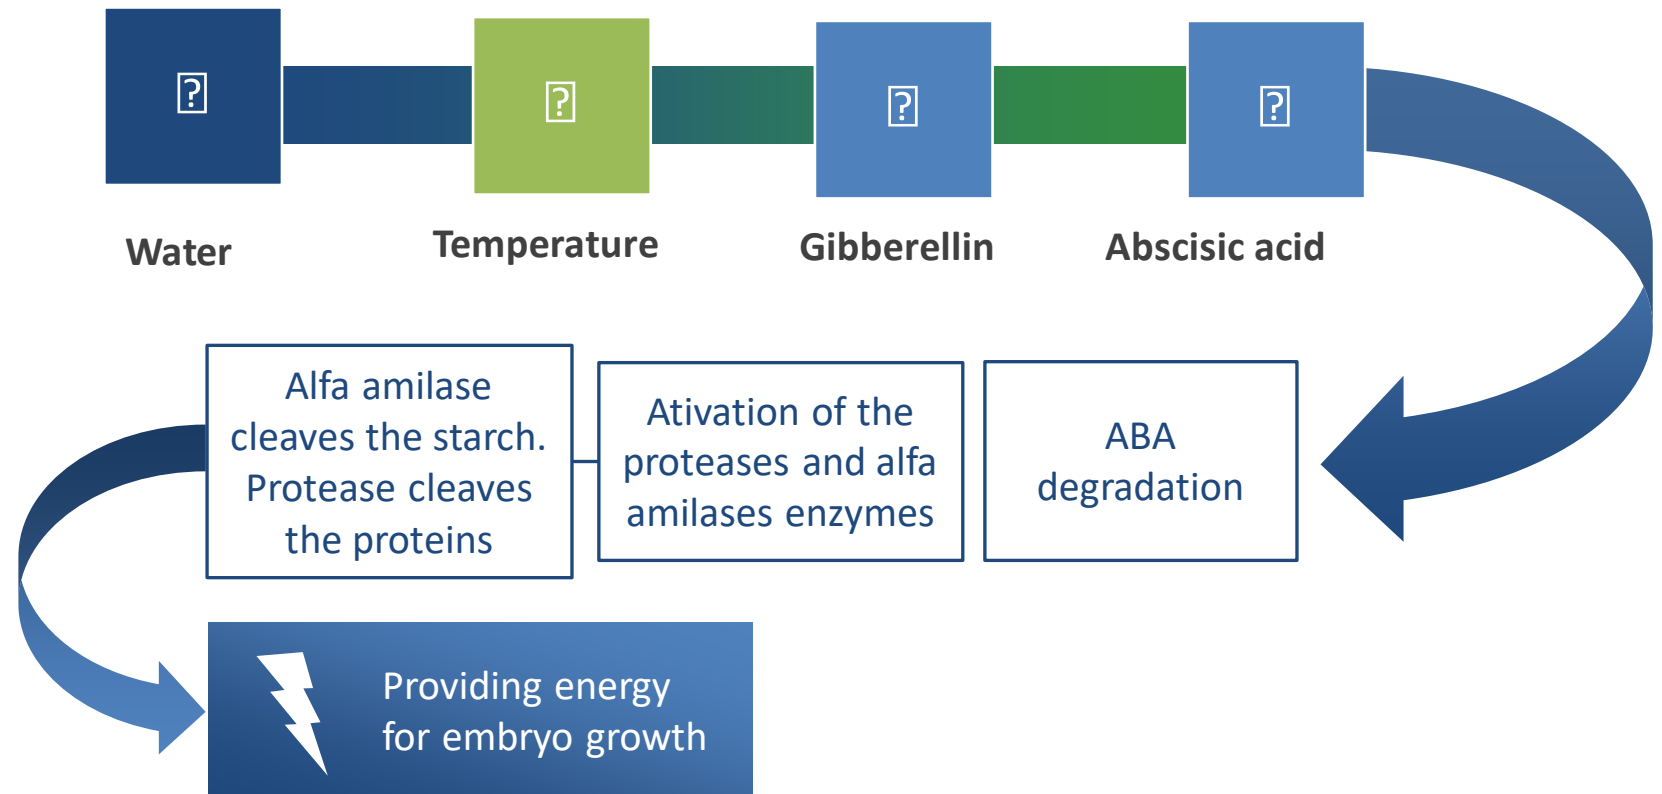 Water
Temperature
Gibberellin
Abscisic acid
ABA
degradation
Ativation of the
proteases and alfa
amilases enzymes
Alfa amilase
cleaves the starch.
Protease cleaves
the proteins
Providing energy
for embryo growth